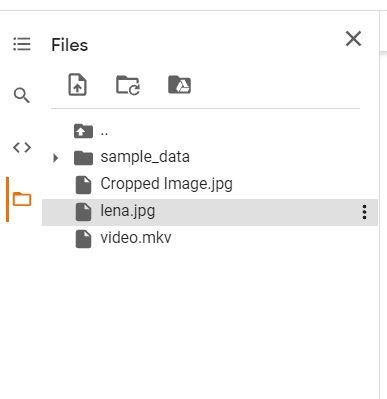 Files
..
sample_data
Cropped Image.jpg
lena.jpg
video.mkv